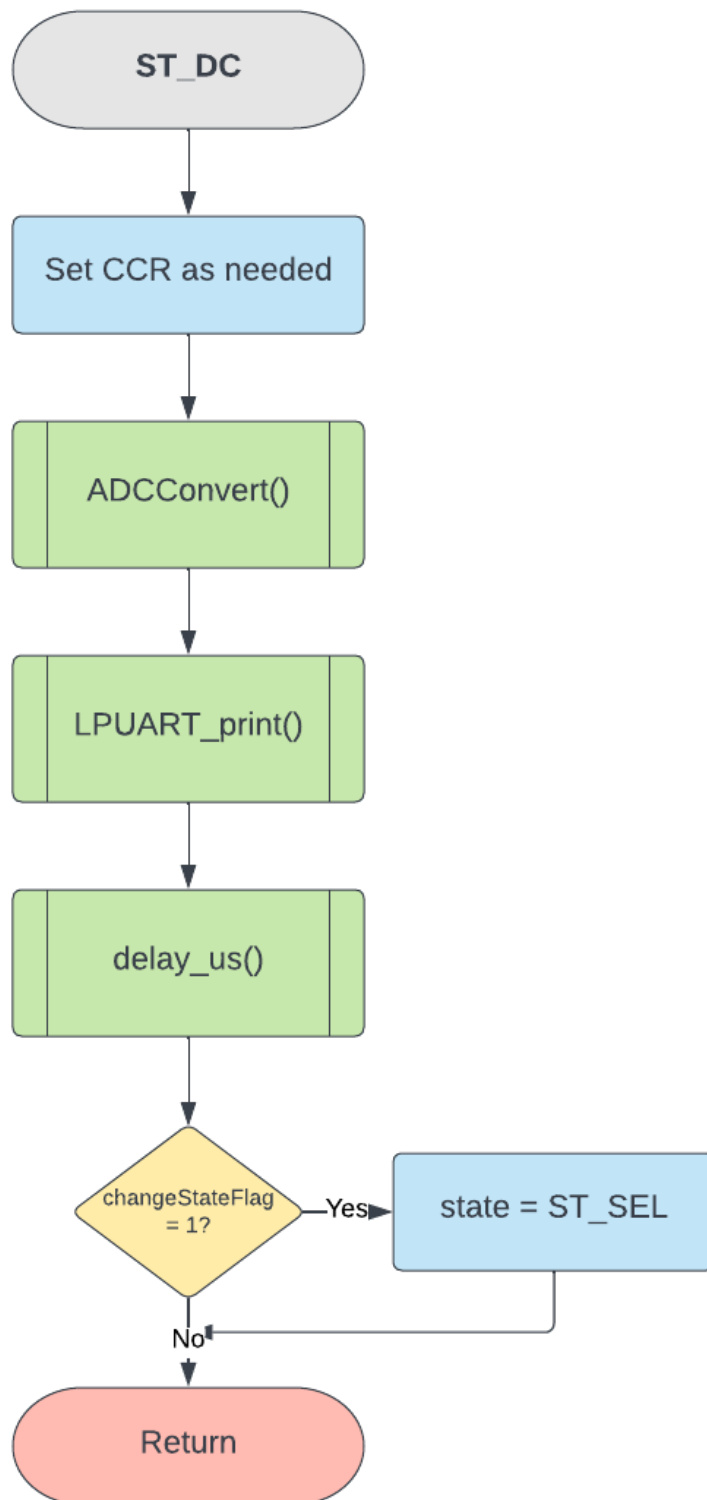 ST_DC
Set CCR as needed
ADCConvert()
LPUART_print()
delay_us()
changeStateFlag
= 1?
Yes
state = ST_SEL
No
Return